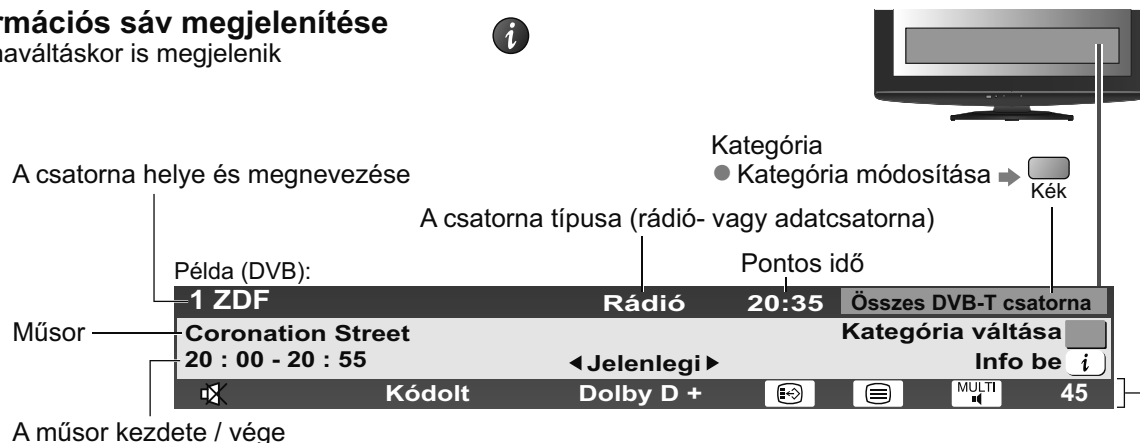 rmációs sáv megjelenítése
naváltáskor is megjelenik
i
Kategória
A csatorna helye és megnevezése
Kategória módosítása
Kék
A csatorna típusa (rádió- vagy adatcsatorna)
Példa (DVB):
Pontos idő
1 ZDF Rádió 20:35 Összes DVB-T csatorna
Műsor
Coronation Street Kategória váltása
20 : 00 - 20 : 55 Jelenlegi Info be i
Kódolt Dolby D + MULTI 45
A műsor kezdete / vége